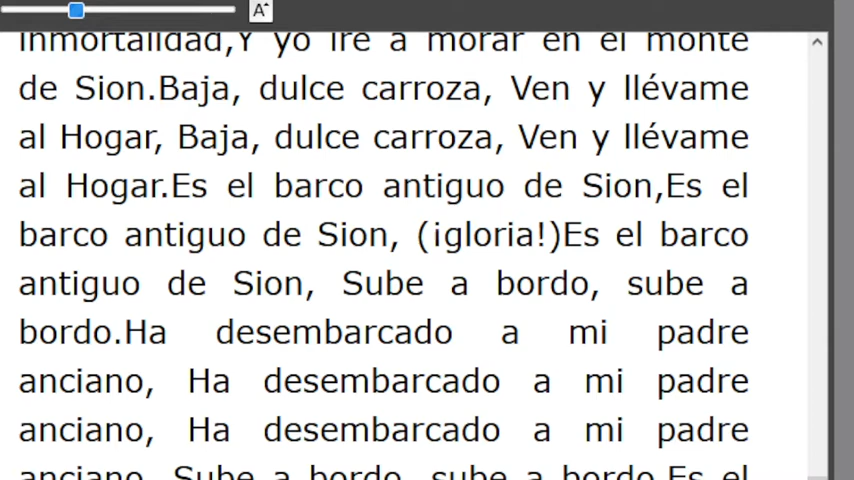 A
inmortalidad,Y yo iré a morar en el monte
de Sion.Baja, dulce carroza, Ven y llévame
al Hogar, Baja, dulce carroza, Ven y llévame
al Hogar.Es el barco antiguo de Sion,Es el
barco antiguo de Sion, (¡gloria!)Es el barco
antiguo de Sion, Sube a bordo, sube a
bordo.Ha desembarcado a mi padre
anciano, Ha desembarcado a mi padre
anciano, Ha desembarcado a mi padre
anciano, Sube a bordo, sube a bordo.Es el